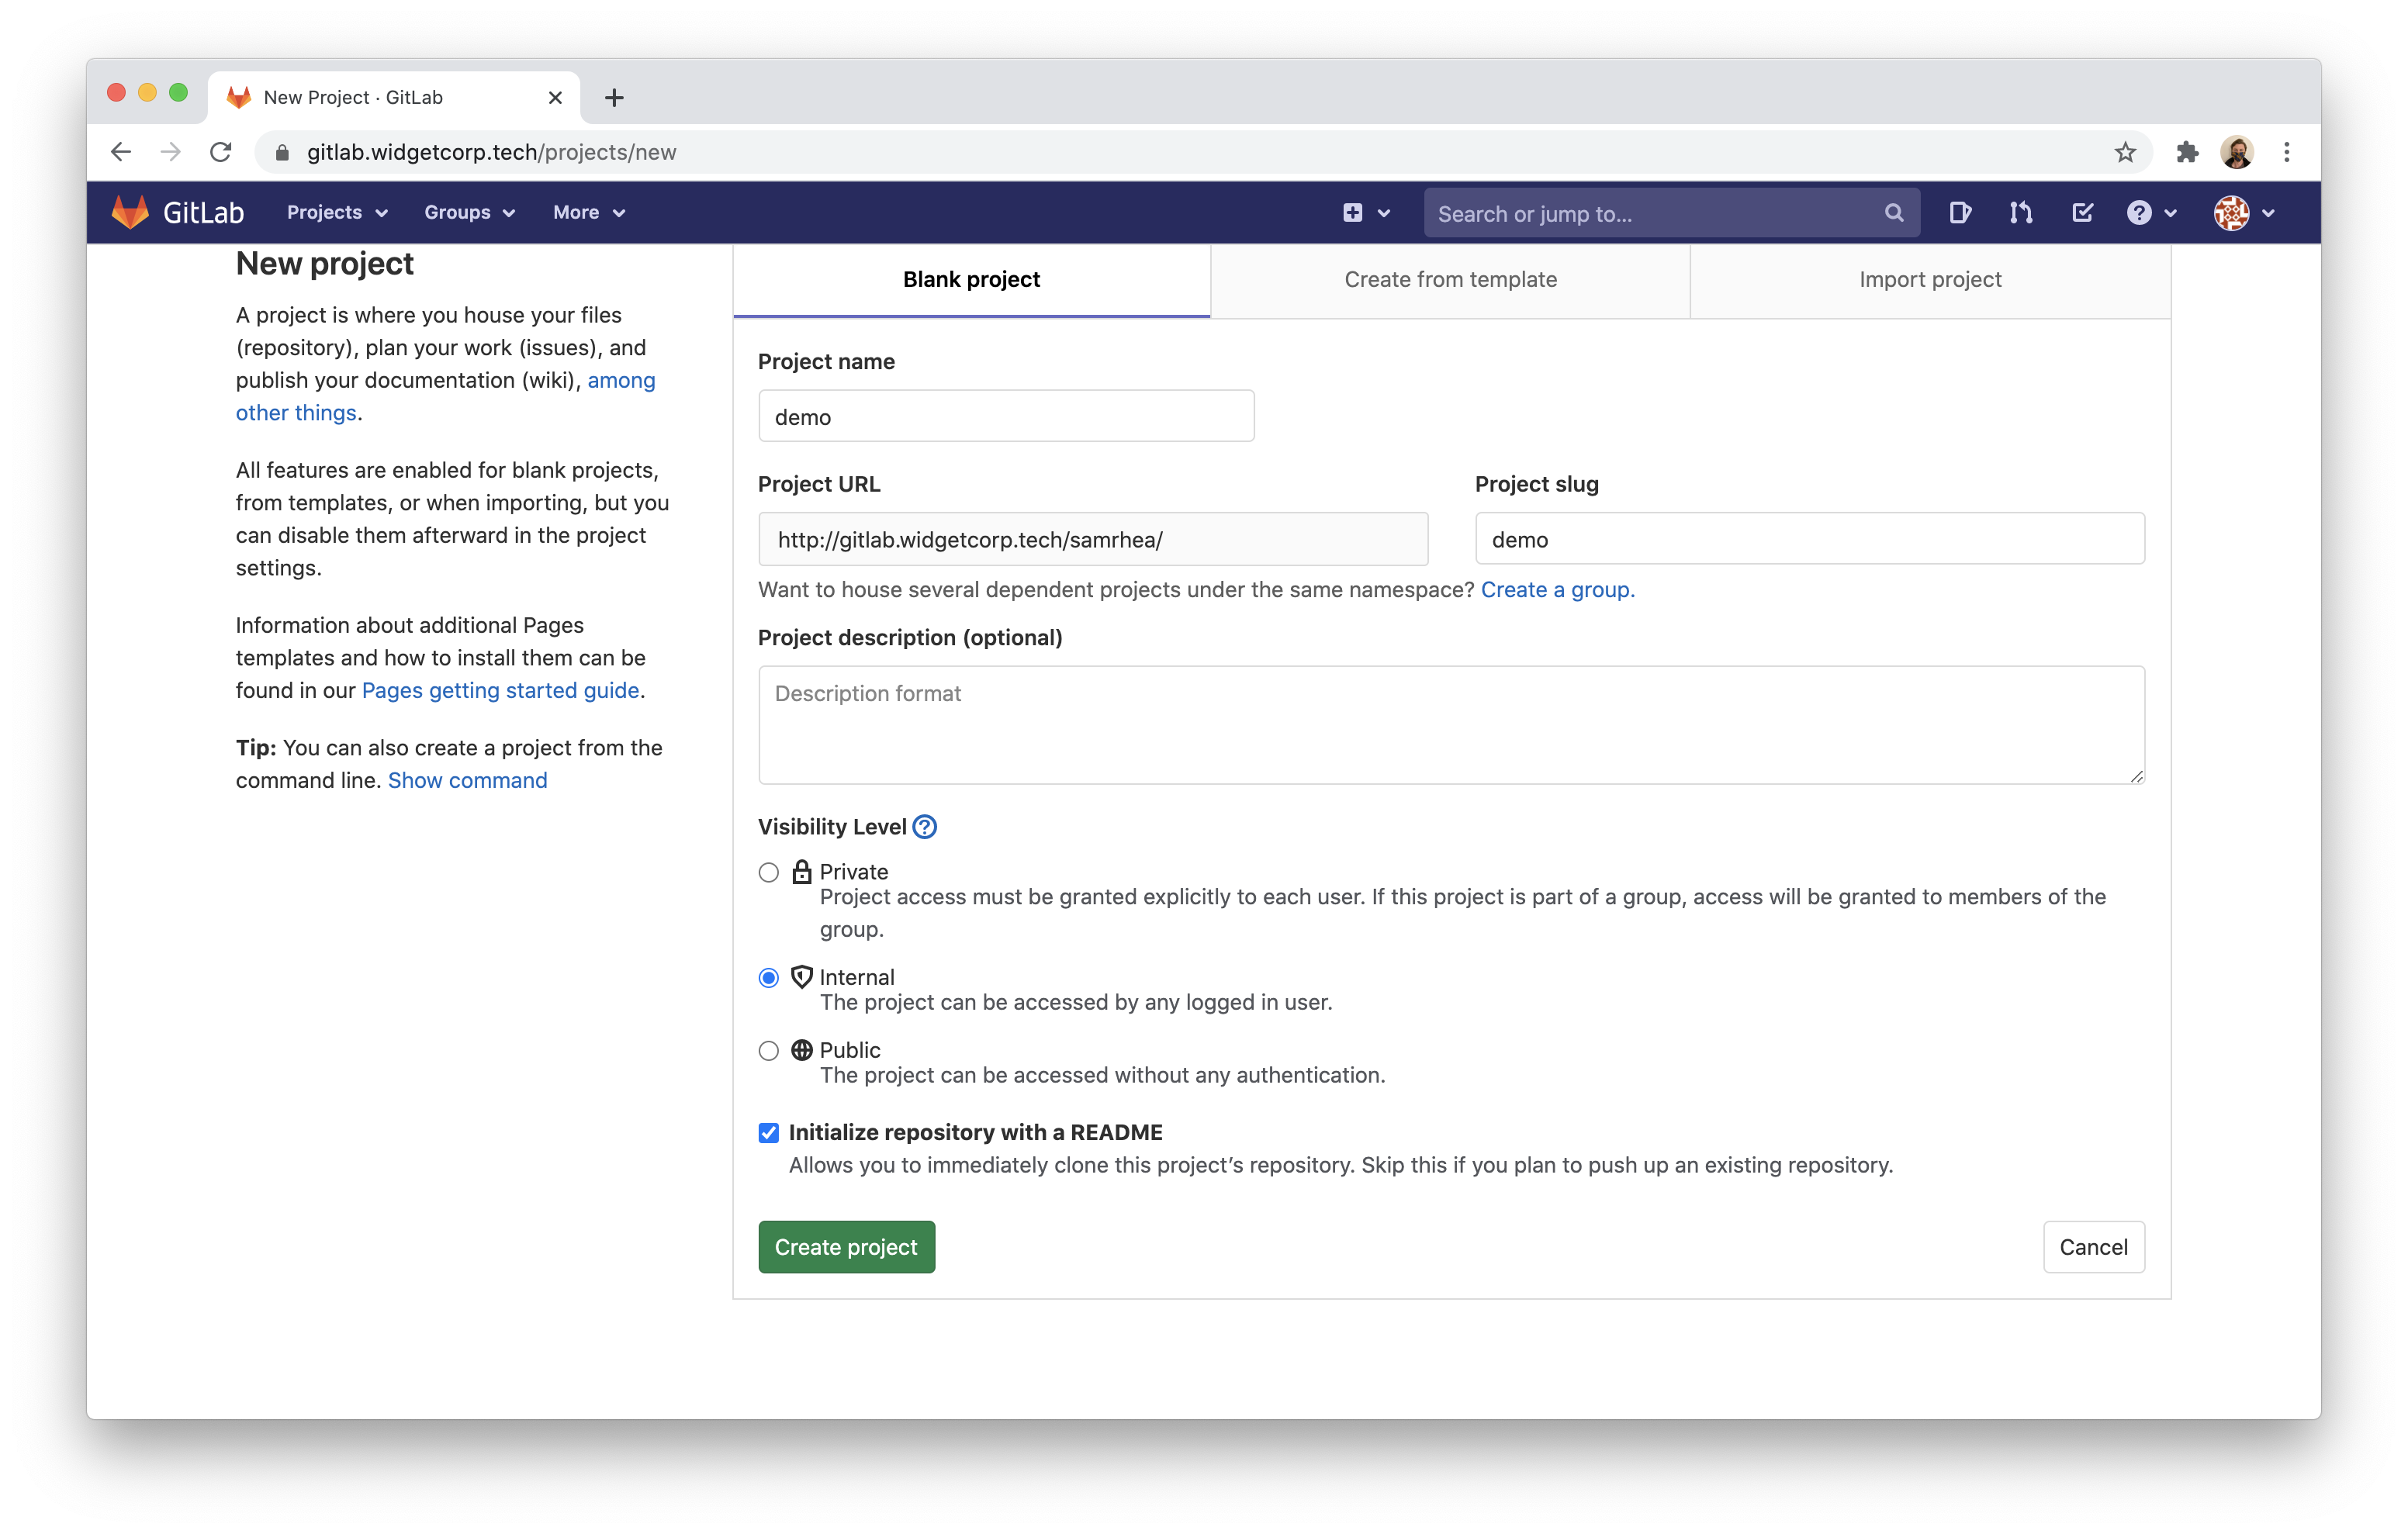 New Project · GitLab
gitlab.widgetcorp.tech/projects/new
GitLab Projects Groups More Search or jump to...
New project
A project is where you house your files
(repository), plan your work (issues), and
publish your documentation (wiki), among
other things.
All features are enabled for blank projects,
from templates, or when importing, but you
can disable them afterward in the project
settings.
Information about additional Pages
templates and how to install them can be
found in our Pages getting started guide.
Tip: You can also create a project from the
command line. Show command
Blank project Create from template Import project
Project name
demo
Project URL Project slug
http://gitlab.widgetcorp.tech/samrhea/ demo
Want to house several dependent projects under the same namespace? Create a group.
Project description (optional)
Description format
Visibility Level
Private
Project access must be granted explicitly to each user. If this project is part of a group, access will be granted to members of the
group.
Internal
The project can be accessed by any logged in user.
Public
The project can be accessed without any authentication.
Initialize repository with a README
Allows you to immediately clone this project’s repository. Skip this if you plan to push up an existing repository.
Create project Cancel